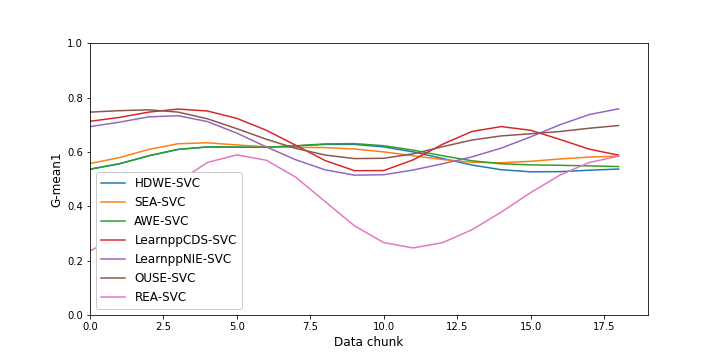 1.0
0.8
0.6
0.4
0.2
0.0
G-mean1
HDWE-SVC
SEA-SVC
AWE-SVC
LearnppCDS-SVC
LearnppNIE-SVC
OUSE-SVC
REA-SVC
0.0 2.5 5.0 7.5 10.0 12.5 15.0 17.5
Data chunk